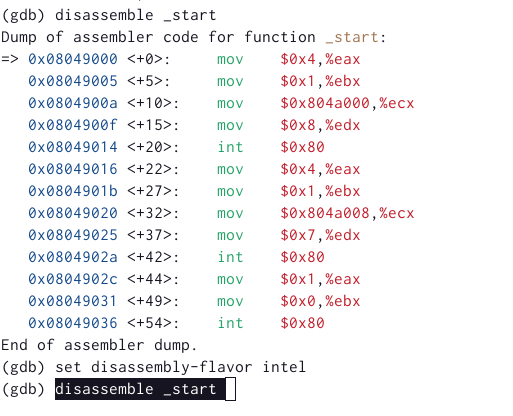 (gdb) disassemble _start
Dump of assembler code for function _start:
=> 0x08049000 <+0>:     mov    $0x4,%eax
   0x08049005 <+5>:     mov    $0x1,%ebx
   0x0804900a <+10>:    mov    $0x804a000,%ecx
   0x0804900f <+15>:    mov    $0x8,%edx
   0x08049014 <+20>:    int    $0x80
   0x08049016 <+22>:    mov    $0x4,%eax
   0x0804901b <+27>:    mov    $0x1,%ebx
   0x08049020 <+32>:    mov    $0x804a008,%ecx
   0x08049025 <+37>:    mov    $0x7,%edx
   0x0804902a <+42>:    int    $0x80
   0x0804902c <+44>:    mov    $0x1,%eax
   0x08049031 <+49>:    mov    $0x0,%ebx
   0x08049036 <+54>:    int    $0x80
End of assembler dump.
(gdb) set disassembly-flavor intel
(gdb) disassemble _start